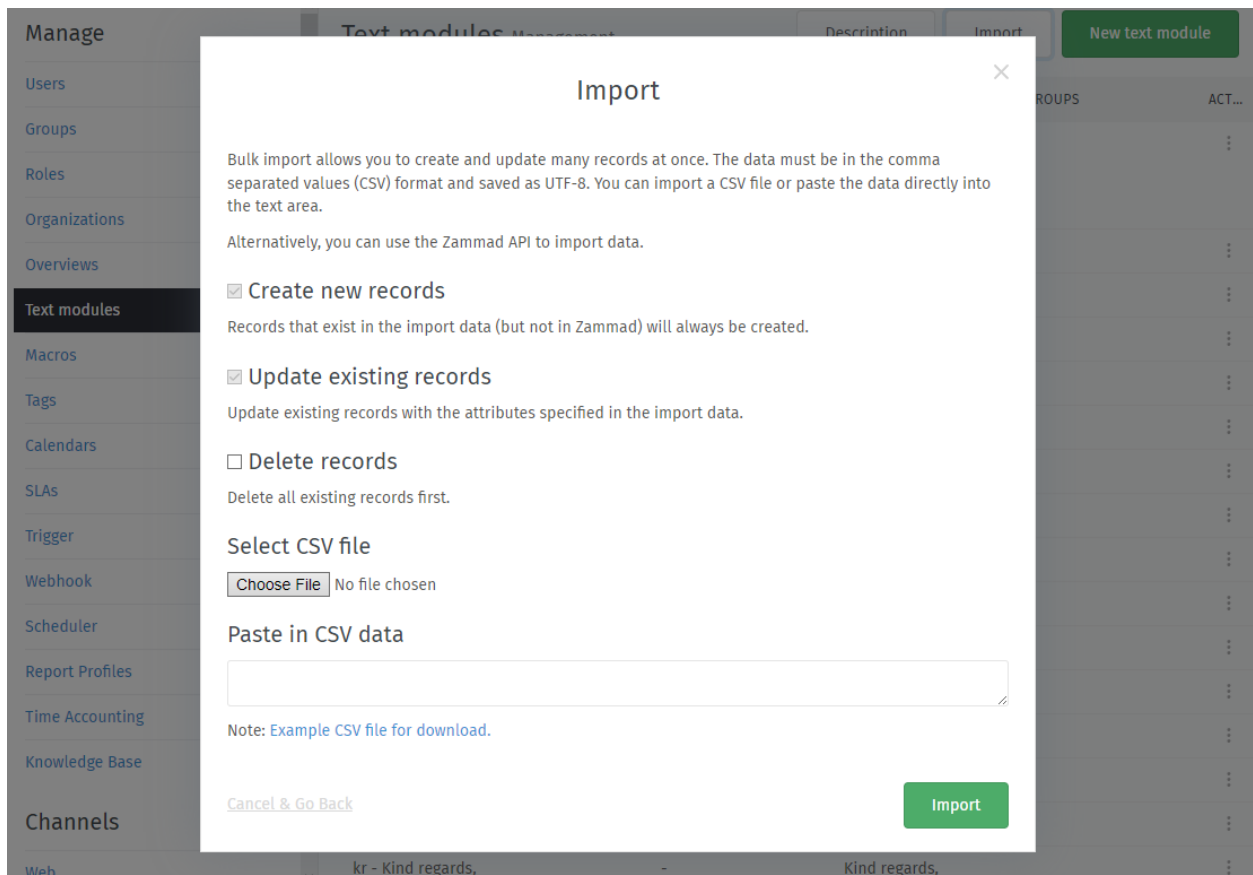 Manage
Users
Groups
Roles
Organizations
Overviews
Text modules
Macros
Tags
Calendars
SLAs
Trigger
Webhook
Scheduler
Report Profiles
Time Accounting
Knowledge Base
Channels
Web
Text modules Management
Description
Import
New text module
ROUPS
ACT...
Import
Bulk import allows you to create and update many records at once. The data must be in the comma
separated values (CSV) format and saved as UTF-8. You can import a CSV file or paste the data directly into
the text area.
Alternatively, you can use the Zammad API to import data.
Create new records
Records that exist in the import data (but not in Zammad) will always be created.
Update existing records
Update existing records with the attributes specified in the import data.
Delete records
Delete all existing records first.
Select CSV file
Choose File No file chosen
Paste in CSV data
Note: Example CSV file for download.
Cancel & Go Back
Import
kr - Kind regards, - Kind regards,